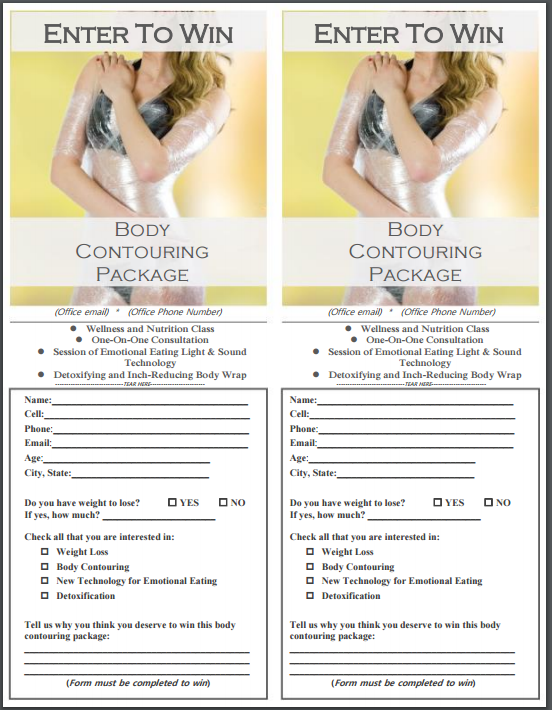 ENTER TO WIN
BODY
CONTOURING
PACKAGE
(Office email) * (Office Phone Number)
● Wellness and Nutrition Class
● One-On-One Consultation
● Session of Emotional Eating Light & Sound
Technology
● Detoxifying and Inch-Reducing Body Wrap
------------------------------TEAR HERE------------------------
Name:
Cell:
Phone:
Email:
Age:
City, State:
Do you have weight to lose? ☐ YES ☐ NO
If yes, how much?
Check all that you are interested in:
☐ Weight Loss
☐ Body Contouring
☐ New Technology for Emotional Eating
☐ Detoxification
Tell us why you think you deserve to win this body
contouring package:
(Form must be completed to win)
ENTER TO WIN
BODY
CONTOURING
PACKAGE
(Office email) * (Office Phone Number)
● Wellness and Nutrition Class
● One-On-One Consultation
● Session of Emotional Eating Light & Sound
Technology
● Detoxifying and Inch-Reducing Body Wrap
------------------------------TEAR HERE------------------------
Name:
Cell:
Phone:
Email:
Age:
City, State:
Do you have weight to lose? ☐ YES ☐ NO
If yes, how much?
Check all that you are interested in:
☐ Weight Loss
☐ Body Contouring
☐ New Technology for Emotional Eating
☐ Detoxification
Tell us why you think you deserve to win this body
contouring package:
(Form must be completed to win)